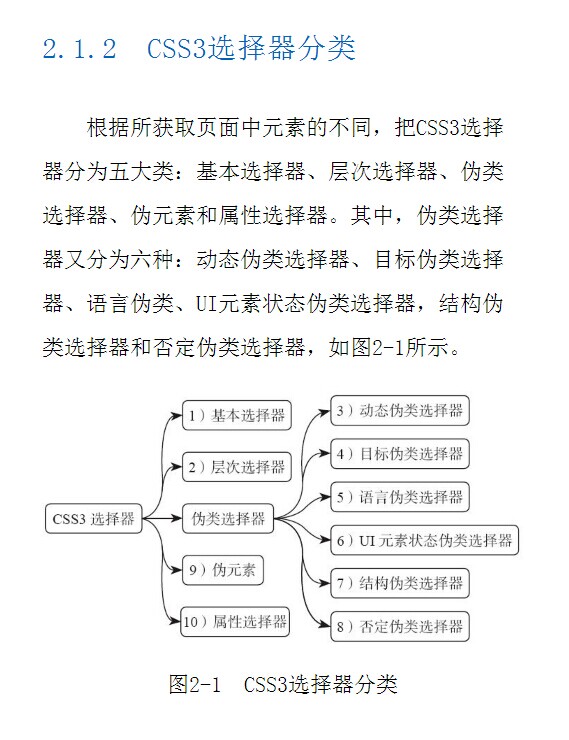 2.1.2 CSS3选择器分类
根据所获取页面中元素的不同，把CSS3选择
器分为五大类：基本选择器、层次选择器、伪类
选择器、伪元素和属性选择器。其中，伪类选择
器又分为六种：动态伪类选择器、目标伪类选择
器、语言伪类、UI元素状态伪类选择器，结构伪
类选择器和否定伪类选择器，如图2-1所示。
CSS3 选择器
1）基本选择器
2）层次选择器
伪类选择器
3）动态伪类选择器
4）目标伪类选择器
5）语言伪类选择器
6）UI 元素状态伪类选择器
7）结构伪类选择器
8）否定伪类选择器
9）伪元素
10）属性选择器
图2-1 CSS3选择器分类